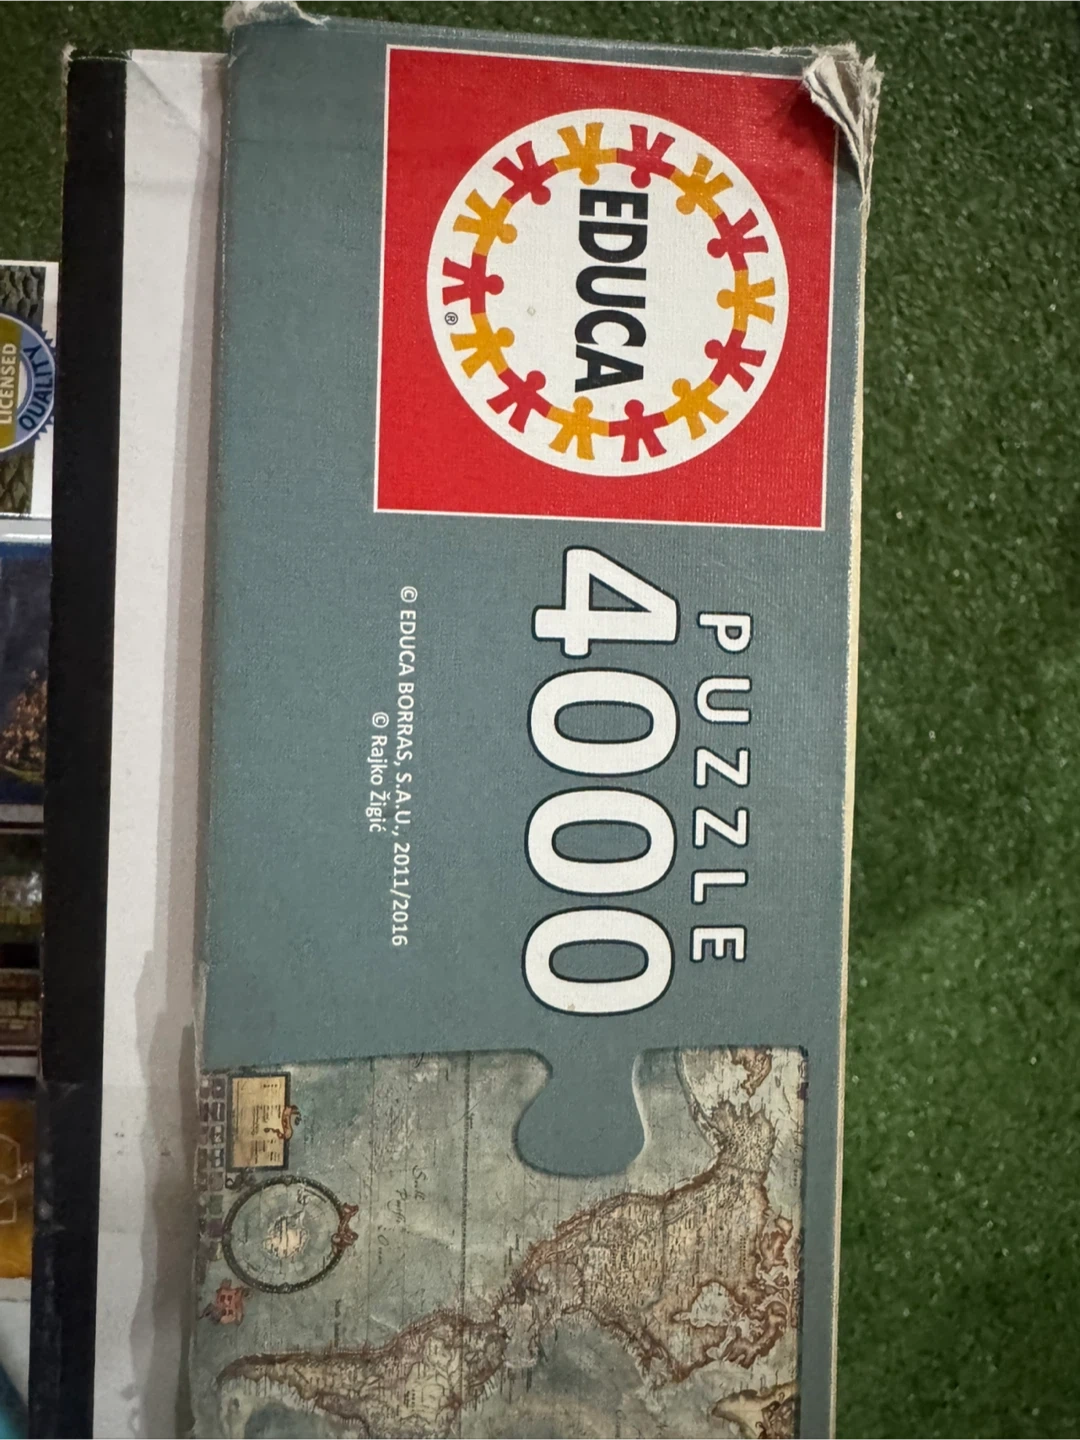 EDUCA
®
PUZZLE
4000
© EDUCA BORRAS, S.A.U., 2011/2016
© Rajko Žigić
LICENSED
QUALITY